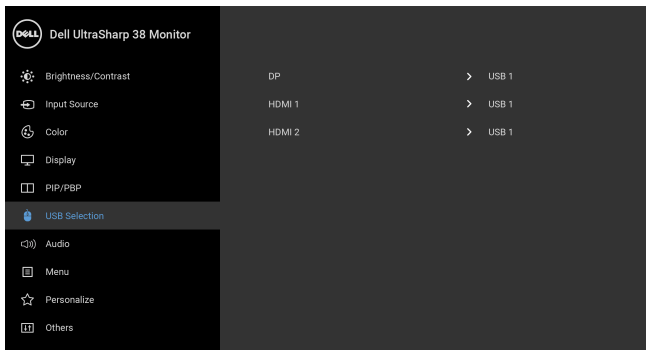 DELL
Dell UltraSharp 38 Monitor
Brightness/Contrast
Input Source
Color
Display
PIP/PBP
USB Selection
Audio
Menu
Personalize
Others
DP > USB 1
HDMI 1 > USB 1
HDMI 2 > USB 1